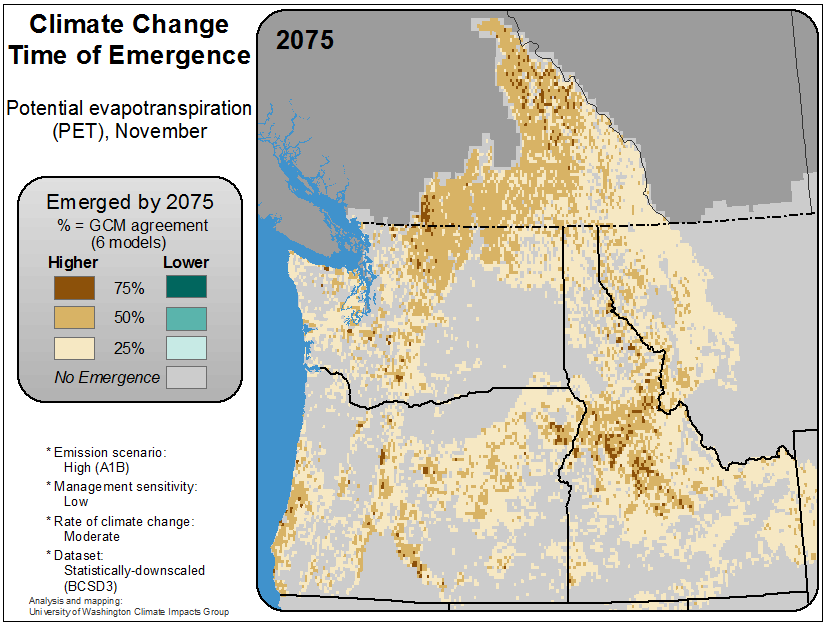 Climate Change
Time of Emergence
Potential evapotranspiration
(PET), November
Emerged by 2075
% = GCM agreement
(6 models)
Higher Lower
75%
50%
25%
No Emergence
* Emission scenario:
High (A1B)
* Management sensitivity:
Low
* Rate of climate change:
Moderate
* Dataset:
Statistically-downscaled
(BCSD3)
Analysis and mapping:
University of Washington Climate Impacts Group
2075